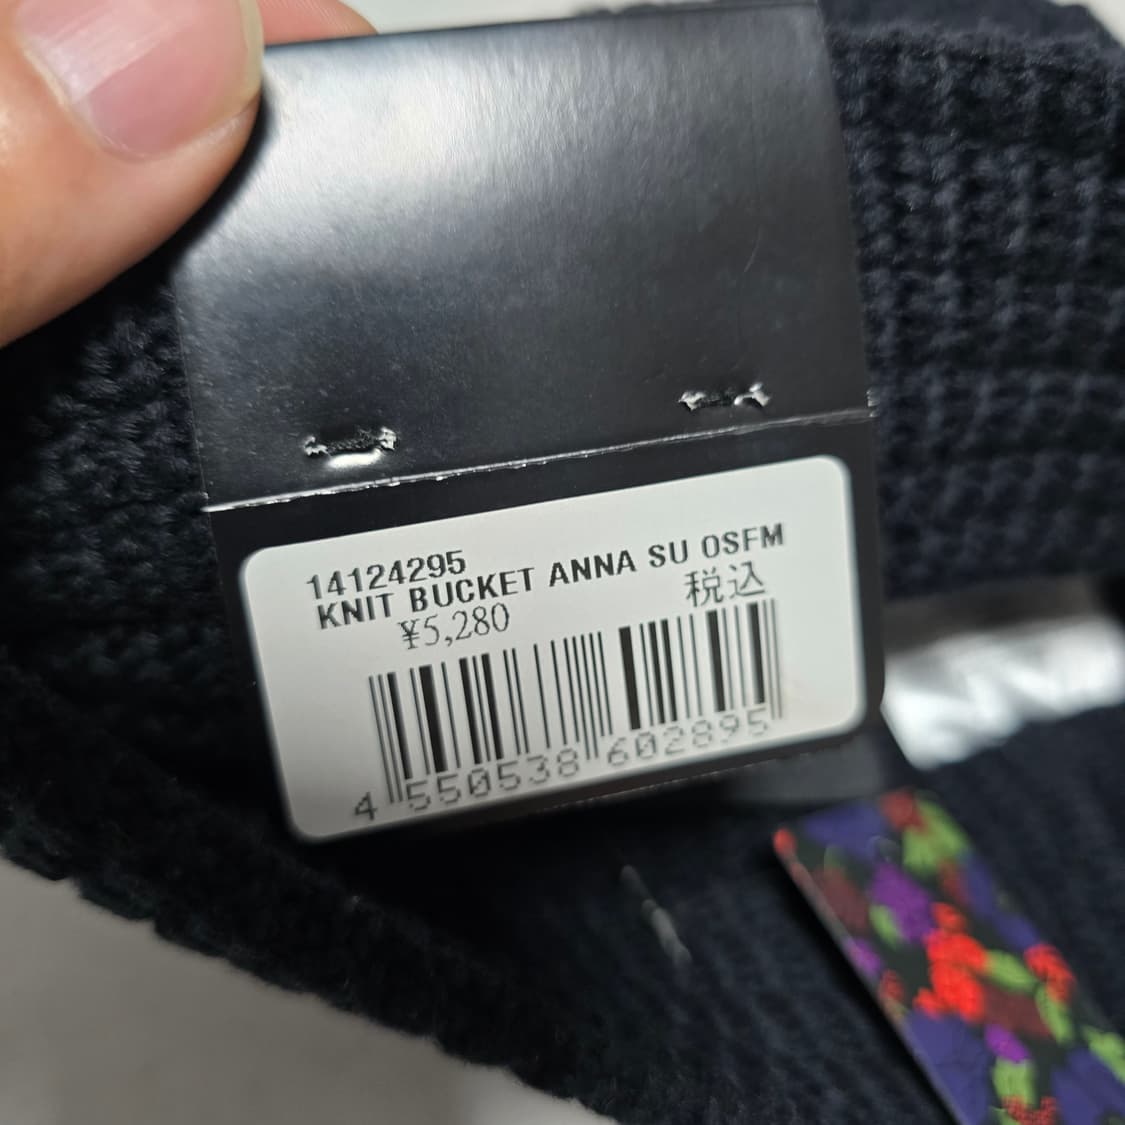 14124295
KNIT BUCKET ANNA SU OSFM
¥5,280 税込
4 550538 602895